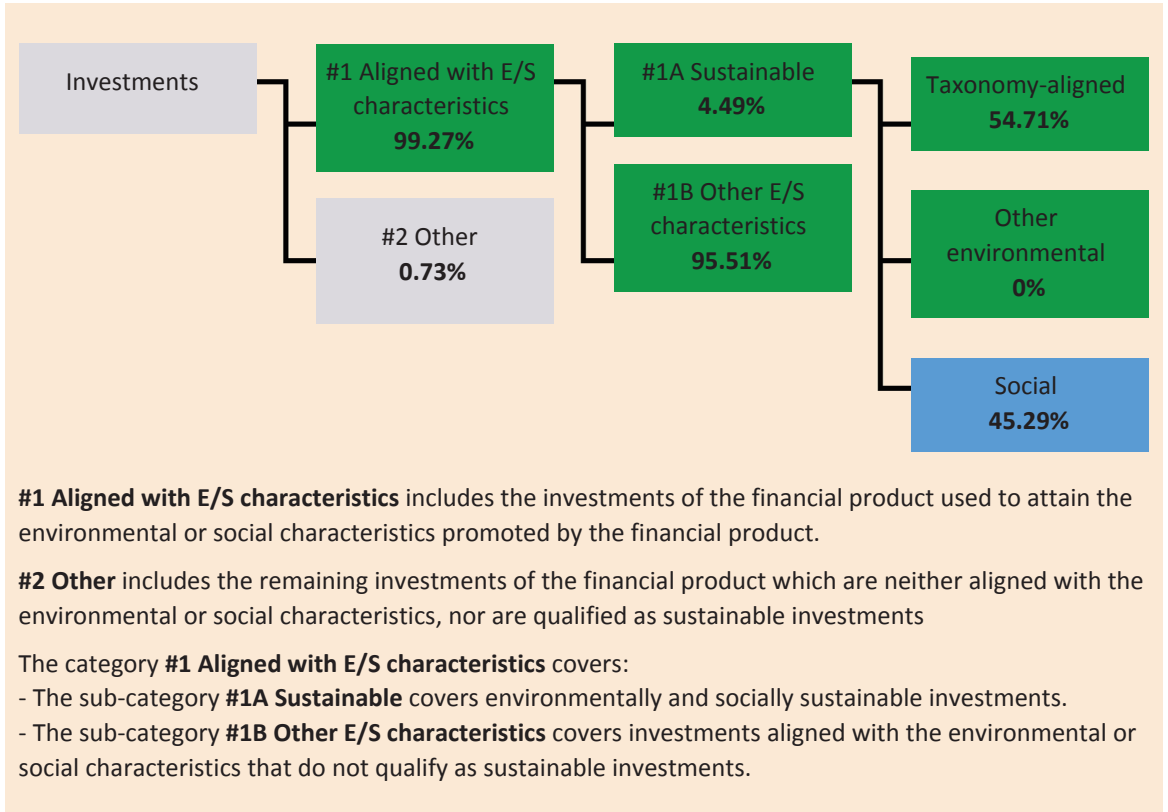 Investments
#1 Aligned with E/S
characteristics
99.27%
#2 Other
0.73%
#1A Sustainable
4.49%
#1B Other E/S
characteristics
95.51%
Taxonomy-aligned
54.71%
Other
environmental
0%
Social
45.29%
#1 Aligned with E/S characteristics includes the investments of the financial product used to attain the
environmental or social characteristics promoted by the financial product.
#2 Other includes the remaining investments of the financial product which are neither aligned with the
environmental or social characteristics, nor are qualified as sustainable investments
The category #1 Aligned with E/S characteristics covers:
- The sub-category #1A Sustainable covers environmentally and socially sustainable investments.
- The sub-category #1B Other E/S characteristics covers investments aligned with the environmental or
social characteristics that do not qualify as sustainable investments.